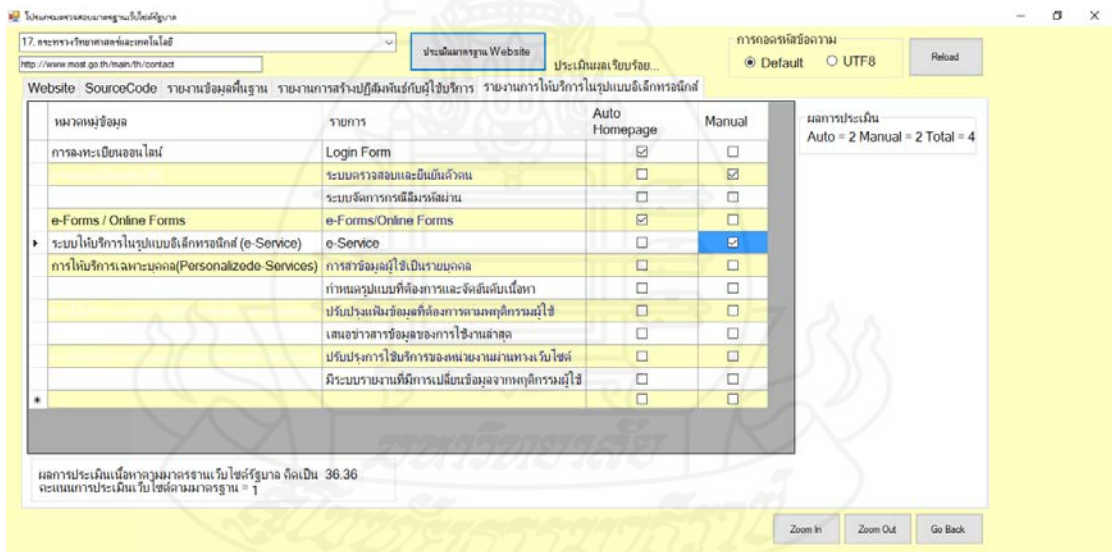 โปรแกรมตรวจสอบมาตรฐานเว็บไซต์รัฐบาล
17. กระทรวงวิทยาศาสตร์และเทคโนโลยี
ประเมินมาตรฐาน Website
การถอดรหัสข้อความ
http://www.most.go.th/main/th/contact
ประเมินผลเรียบร้อย...
Default UTF8
Reload
Website SourceCode รายงานข้อมูลพื้นฐาน รายงานการสร้างปฏิสัมพันธ์กับผู้ใช้บริการ รายงานการให้บริการในรูปแบบอิเล็กทรอนิกส์
หมวดหมู่ข้อมูล รายการ Auto Homepage Manual
ผลการประเมิน
Auto = 2 Manual = 2 Total = 4
การลงทะเบียนออนไลน์ Login Form
ระบบตรวจสอบและยืนยันตัวตน
ระบบจัดการกรณีลืมรหัสผ่าน
e-Forms / Online Forms e-Forms/Online Forms
ระบบให้บริการในรูปแบบอิเล็กทรอนิกส์ (e-Service) e-Service
การให้บริการเฉพาะบุคคล(Personalizede-Services) การสาข้อมูลผู้ใช้เป็นรายบุคคล
กำหนดรูปแบบที่ต้องการและจัดอันดับเนื้อหา
ปรับปรุงแฟ้มข้อมูลที่ต้องการตามพฤติกรรมผู้ใช้
เสนอข่าวสารข้อมูลของการใช้งานล่าสุด
ปรับปรุงการใช้บริการของหน่วยงานผ่านทางเว็บไซต์
มีระบบรายงานที่มีการเปลี่ยนข้อมูลจากพฤติกรรมผู้ใช้
ผลการประเมินเนื้อหาตามมาตรฐานเว็บไซต์รัฐบาล คิดเป็น 36.36
คะแนนการประเมินเว็บไซต์ตามมาตรฐาน = 1
Zoom In Zoom Out Go Back